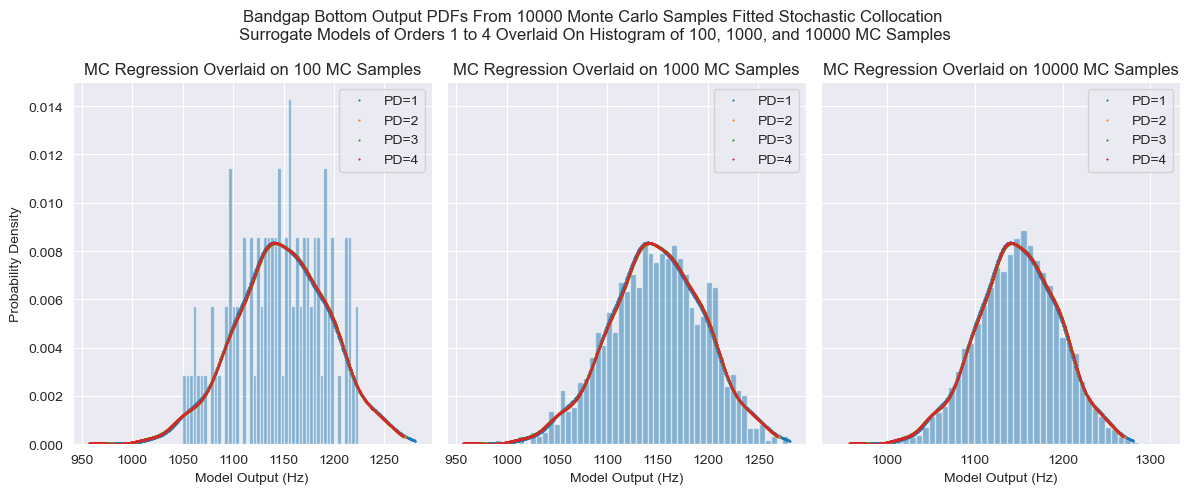 Bandgap Bottom Output PDFs From 10000 Monte Carlo Samples Fitted Stochastic Collocation
Surrogate Models of Orders 1 to 4 Overlaid On Histogram of 100, 1000, and 10000 MC Samples
MC Regression Overlaid on 100 MC Samples
Probability Density
0.014
0.012
0.010
0.008
0.006
0.004
0.002
0.000
PD=1
PD=2
PD=3
PD=4
950 1000 1050 1100 1150 1200 1250
Model Output (Hz)
MC Regression Overlaid on 1000 MC Samples
PD=1
PD=2
PD=3
PD=4
950 1000 1050 1100 1150 1200 1250
Model Output (Hz)
MC Regression Overlaid on 10000 MC Samples
PD=1
PD=2
PD=3
PD=4
1000 1100 1200 1300
Model Output (Hz)